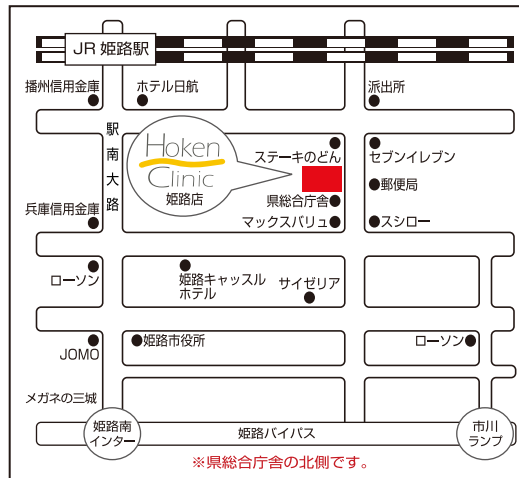 JR 姫路駅
播州信用金庫
ホテル日航
派出所
駅南大路
Hoken
Clinic
姫路店
ステーキのどん
セブンイレブン
郵便局
県総合庁舎
兵庫信用金庫
マックスバリュ
スシロー
ローソン
姫路キャッスル
ホテル
サイゼリア
JOMO
姫路市役所
ローソン
メガネの三城
姫路南
インター
姫路バイパス
市川
ランプ
※県総合庁舎の北側です。